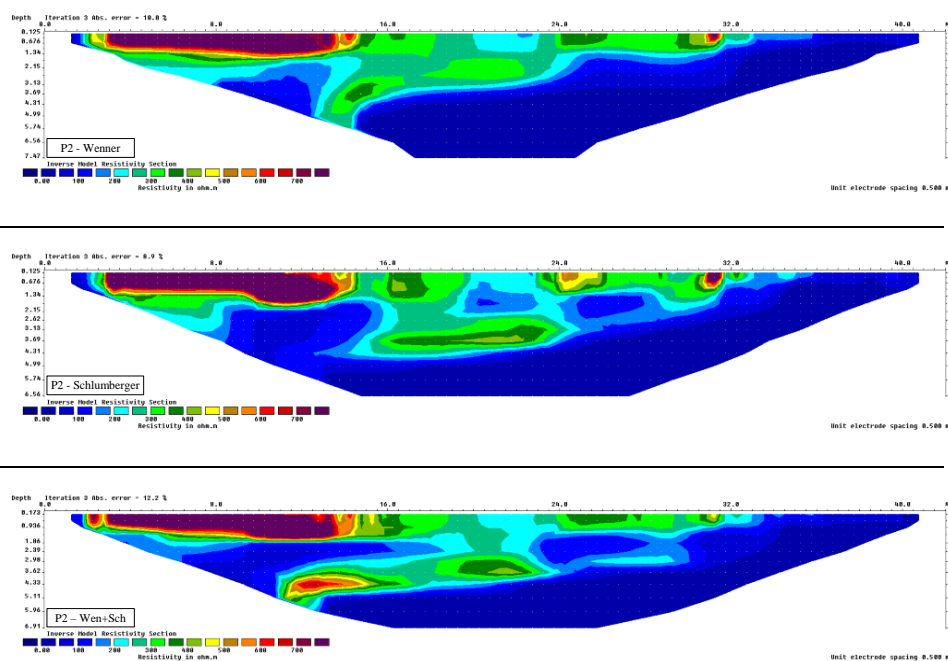 Depth Iteration 3 Abs. error = 10.8 %
0.0 8.0 16.0 24.0 32.0 40.0 m
0.125
0.676
1.34
2.15
3.13
3.69
4.31
4.99
5.74
6.56
7.47
P2 - Wenner
Inverse Model Resistivity Section
0.00 100 200 300 400 500 600 700
Resistivity in ohm.m
Unit electrode spacing 0.500 m
Depth Iteration 3 Abs. error = 8.9 %
0.0 8.0 16.0 24.0 32.0 40.0 m
0.125
0.676
1.34
2.15
2.62
3.13
3.69
4.31
4.99
5.74
6.56
P2 - Schlumberger
Inverse Model Resistivity Section
0.00 100 200 300 400 500 600 700
Resistivity in ohm.m
Unit electrode spacing 0.500 m
Depth Iteration 3 Abs. error = 12.2 %
0.0 8.0 16.0 24.0 32.0 40.0 m
0.173
0.936
1.86
2.39
2.98
3.62
4.33
5.11
5.96
6.91
P2 – Wen+Sch
Inverse Model Resistivity Section
0.00 100 200 300 400 500 600 700
Resistivity in ohm.m
Unit electrode spacing 0.500 m